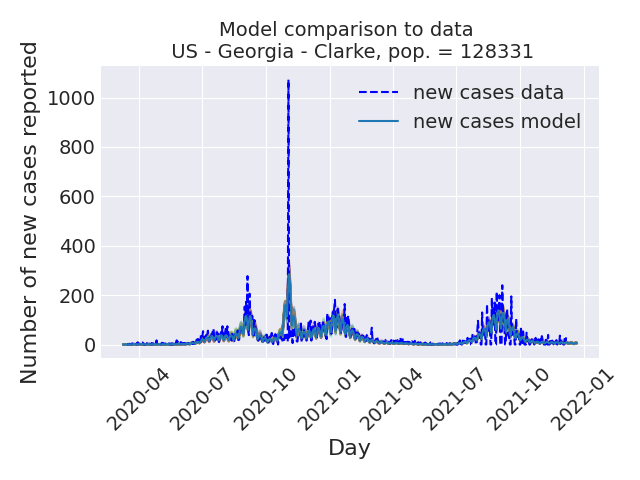 Model comparison to data
US - Georgia - Clarke, pop. = 128331
Number of new cases reported
1000
800
600
400
200
0
new cases data
new cases model
2020-04
2020-07
2020-10
2021-01
2021-04
2021-07
2021-10
2022-01
Day